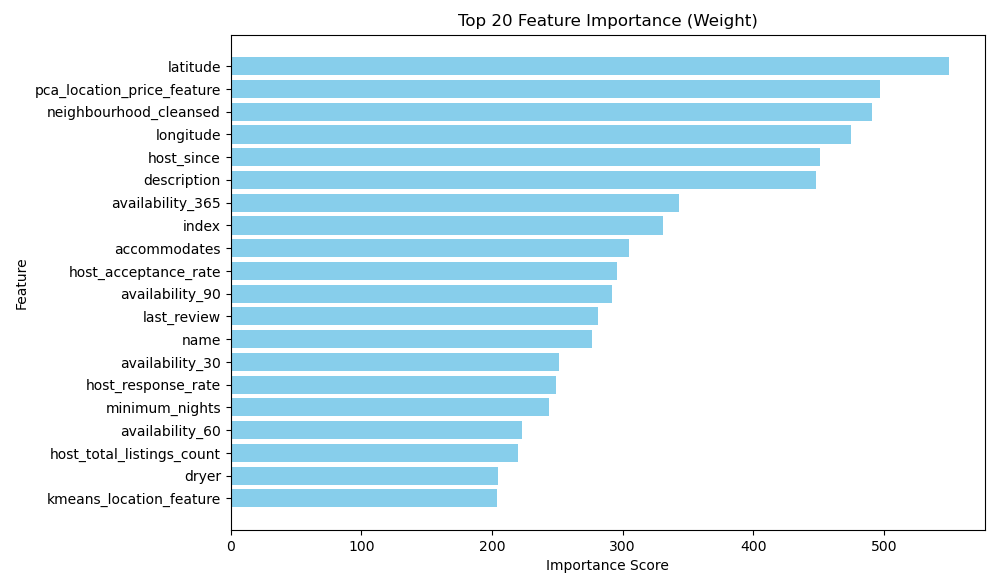 Top 20 Feature Importance (Weight)
latitude
pca_location_price_feature
neighbourhood_cleansed
longitude
host_since
description
availability_365
index
accommodates
host_acceptance_rate
availability_90
last_review
name
availability_30
host_response_rate
minimum_nights
availability_60
host_total_listings_count
dryer
kmeans_location_feature
Feature
0 100 200 300 400 500
Importance Score